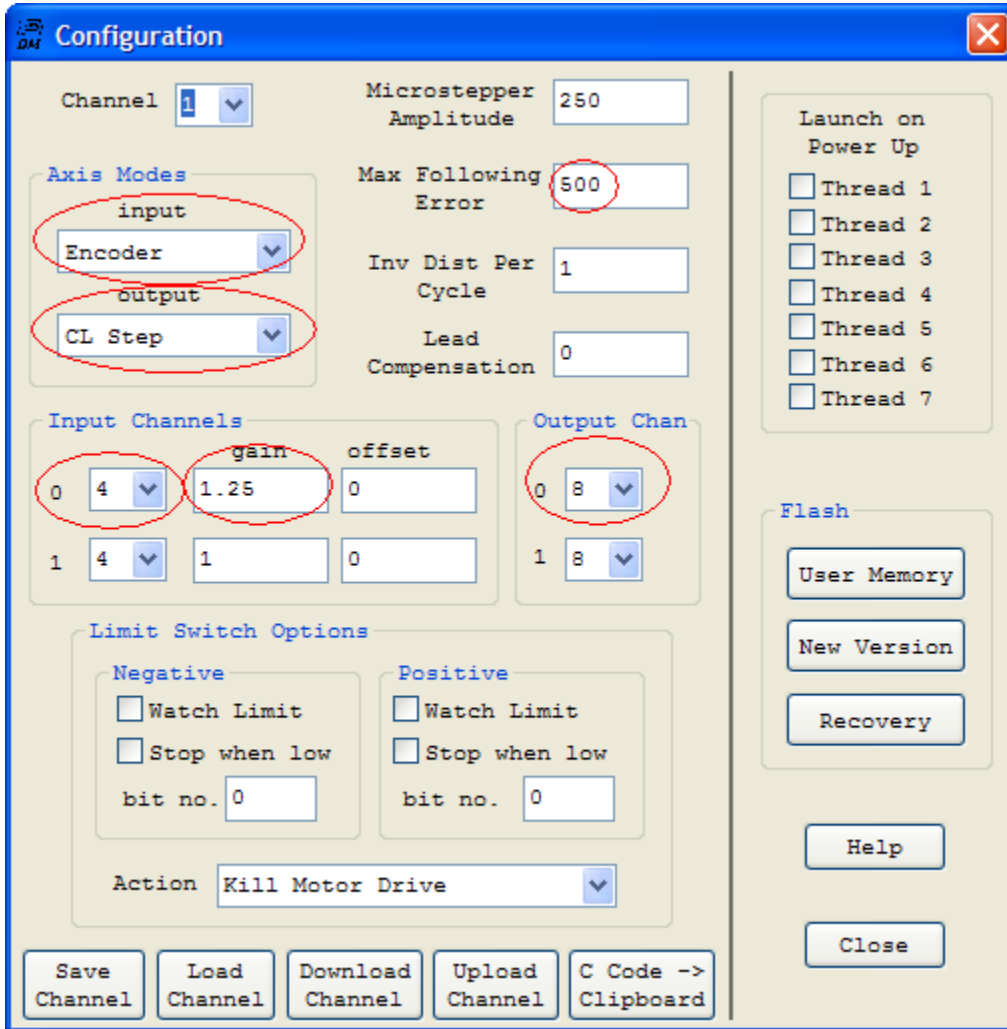 Configuration
Channel 1
Microstepper
Amplitude
250
Axis Modes
input
Encoder
output
CL Step
Max Following
Error
500
Inv Dist Per
Cycle
1
Lead
Compensation
0
Input Channels
gain offset
0 4 1.25 0
1 4 1 0
Output Chan
0 8
1 8
Limit Switch Options
Negative
Watch Limit
Stop when low
bit no. 0
Positive
Watch Limit
Stop when low
bit no. 0
Action Kill Motor Drive
Save
Channel
Load
Channel
Download
Channel
Upload
Channel
C Code ->
Clipboard
Launch on
Power Up
Thread 1
Thread 2
Thread 3
Thread 4
Thread 5
Thread 6
Thread 7
Flash
User Memory
New Version
Recovery
Help
Close